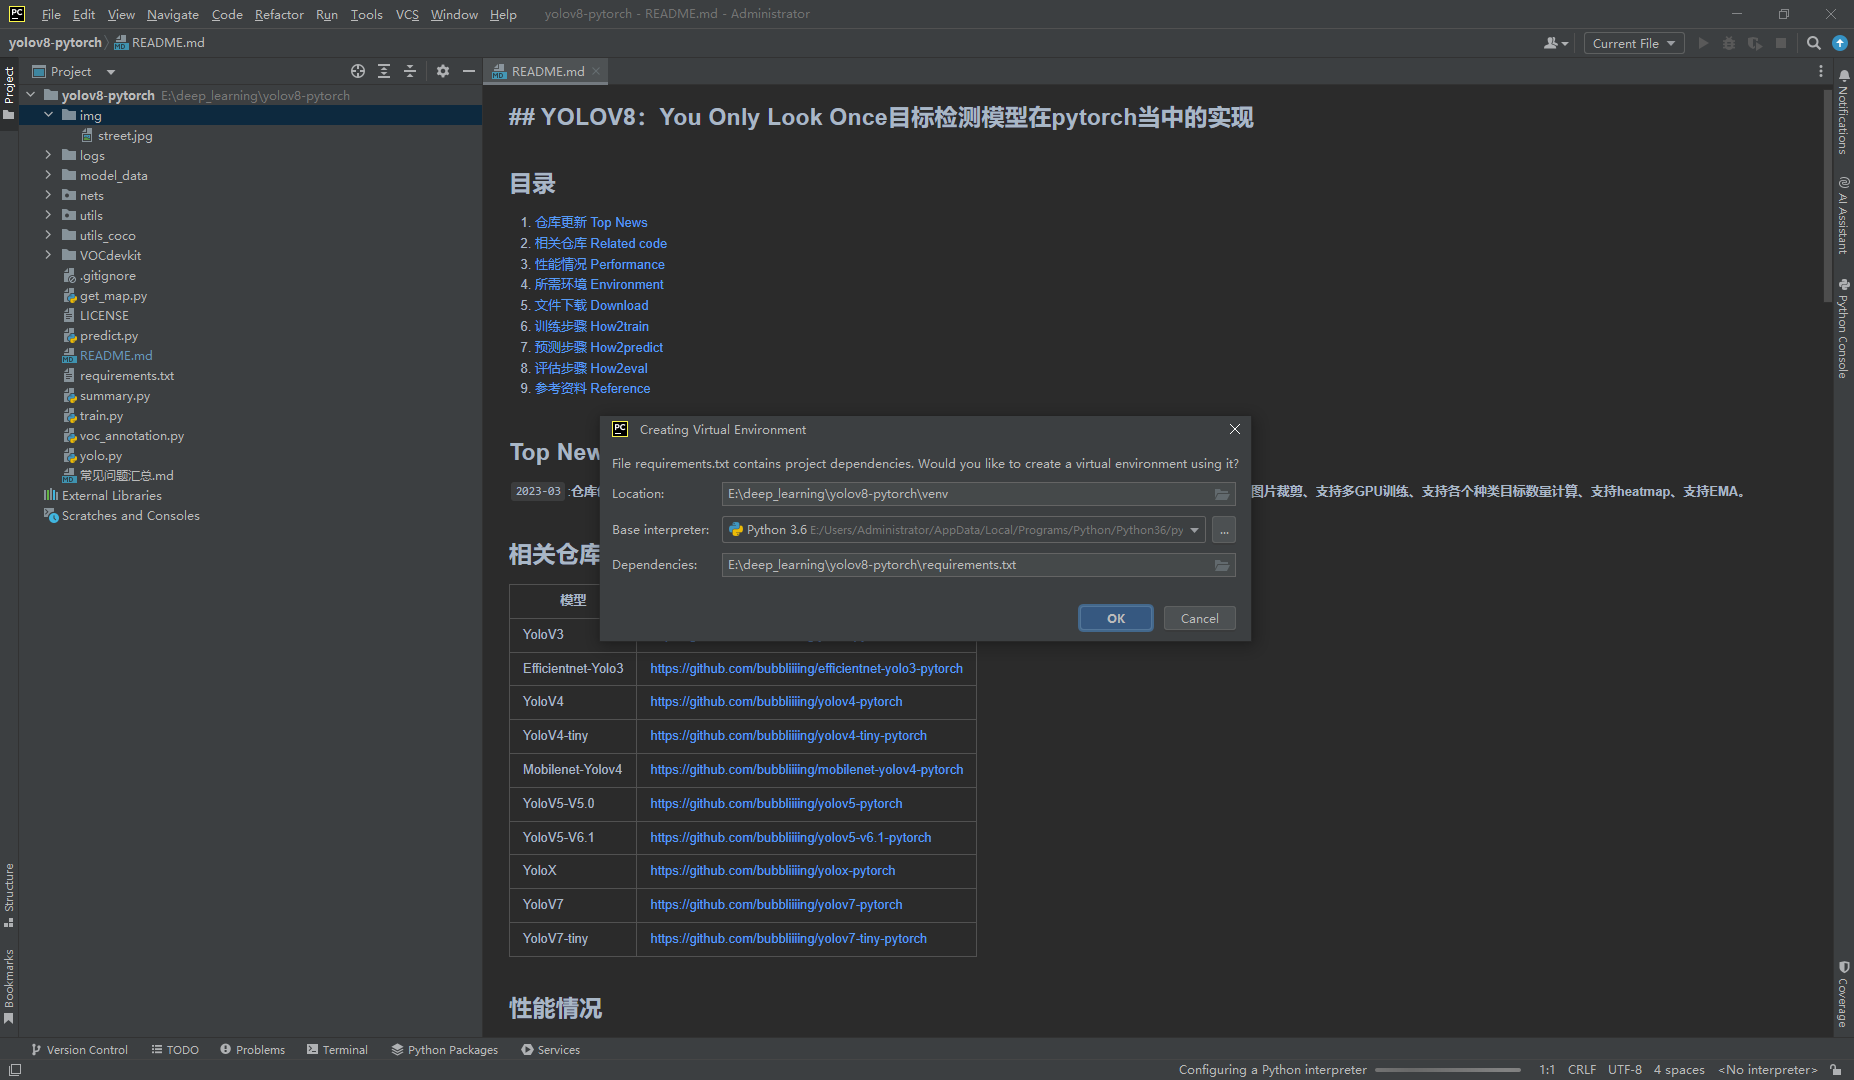 File Edit View Navigate Code Refactor Run Tools VCS Window Help yolov8-pytorch - README.md - Administrator
yolov8-pytorch README.md Current File
Project README.md
yolov8-pytorch E:\deep_learning\yolov8-pytorch
img
street.jpg
logs
model_data
nets
utils
utils_coco
VOCdevkit
.gitignore
get_map.py
LICENSE
predict.py
README.md
requirements.txt
summary.py
train.py
voc_annotation.py
yolo.py
常见问题汇总.md
External Libraries
Scratches and Consoles
## YOLOV8：You Only Look Once目标检测模型在pytorch当中的实现
目录
1. 仓库更新 Top News
2. 相关仓库 Related code
3. 性能情况 Performance
4. 所需环境 Environment
5. 文件下载 Download
6. 训练步骤 How2train
7. 预测步骤 How2predict
8. 评估步骤 How2eval
9. 参考资料 Reference
Top New
2023-03 :仓库 图片裁剪、支持多GPU训练、支持各个种类目标数量计算、支持heatmap、支持EMA。
相关仓库
模型
YoloV3
Efficientnet-Yolo3 https://github.com/bubbliiiing/efficientnet-yolo3-pytorch
YoloV4 https://github.com/bubbliiiing/yolov4-pytorch
YoloV4-tiny https://github.com/bubbliiiing/yolov4-tiny-pytorch
Mobilenet-Yolov4 https://github.com/bubbliiiing/mobilenet-yolov4-pytorch
YoloV5-V5.0 https://github.com/bubbliiiing/yolov5-pytorch
YoloV5-V6.1 https://github.com/bubbliiiing/yolov5-v6.1-pytorch
YoloX https://github.com/bubbliiiing/yolox-pytorch
YoloV7 https://github.com/bubbliiiing/yolov7-pytorch
YoloV7-tiny https://github.com/bubbliiiing/yolov7-tiny-pytorch
性能情况
Creating Virtual Environment
File requirements.txt contains project dependencies. Would you like to create a virtual environment using it?
Location: E:\deep_learning\yolov8-pytorch\venv
Base interpreter: Python 3.6 E:/Users/Administrator/AppData/Local/Programs/Python/Python36/py ...
Dependencies: E:\deep_learning\yolov8-pytorch\requirements.txt
OK Cancel
Project
Structure
Bookmarks
Notifications
AI Assistant
Python Console
Coverage
Version Control TODO Problems Terminal Python Packages Services
Configuring a Python interpreter 1:1 CRLF UTF-8 4 spaces <No interpreter>